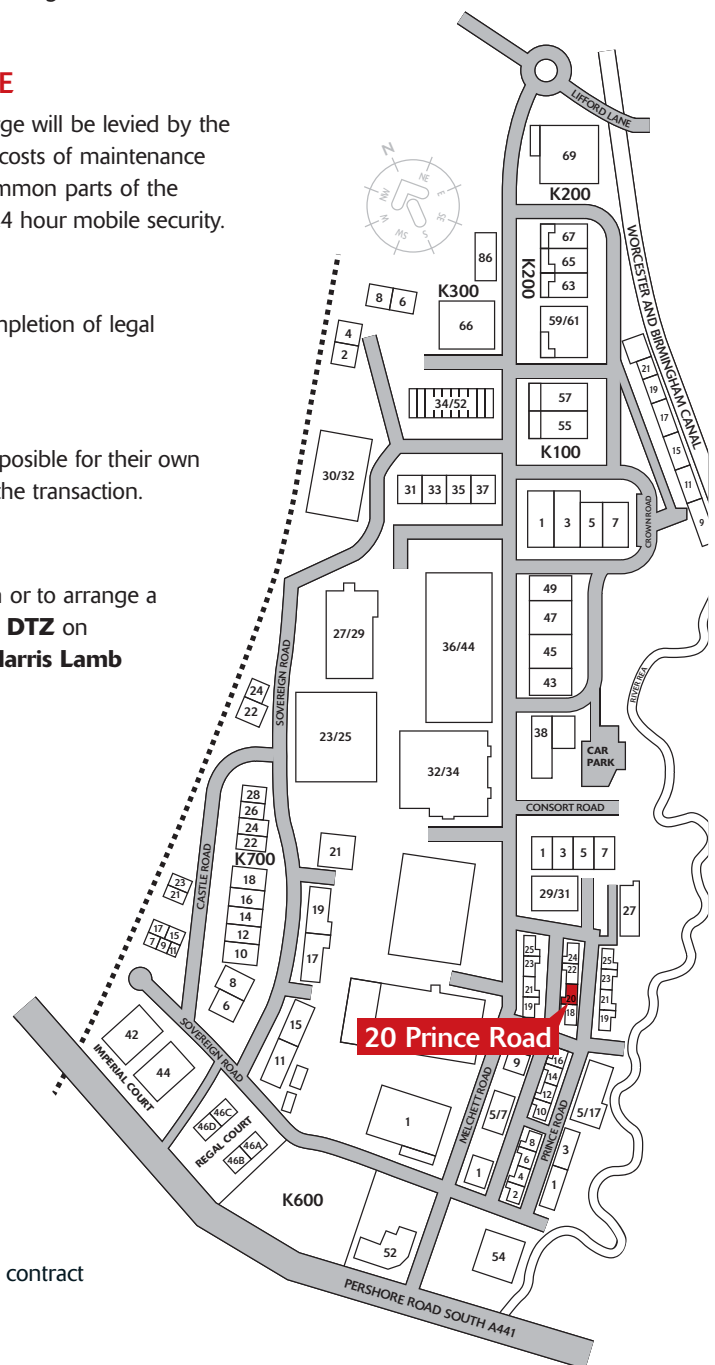 E
rge will be levied by the
costs of maintenance
mmon parts of the
4 hour mobile security.
mpletion of legal
posible for their own
the transaction.
n or to arrange a
DTZ on
Harris Lamb
contract
LIFFORD LANE
69
K200
N
NE
E
SE
S
SW
W
NW
WORCESTER AND BIRMINGHAM CANAL
86
K300
66
K200
67
65
63
59/61
8 6
4
2
34/52
57
55
K100
21
19
17
15
11
9
30/32
31 33 35 37
1 3 5 7
CROWN ROAD
27/29
36/44
49
47
45
43
SOVEREIGN ROAD
24
22
23/25
32/34
38
CAR
PARK
RIVER REA
CONSORT ROAD
28
26
24
22
K700
21
1 3 5 7
29/31
27
CASTLE ROAD
18
16
14
12
10
19
17
23
21
17 15
7 9 11
8
6
25
23
21
19
24
22
20
18
25
23
21
19
20 Prince Road
15
11
SOVEREIGN ROAD
42
44
IMPERIAL COURT
46C
46D
REGAL COURT
46A
46B
K600
1
MELCHETT ROAD
9
5/7
1
16
14
12
10
8
6
4
2
PRINCE ROAD
5/17
3
1
52
54
PERSHORE ROAD SOUTH A441